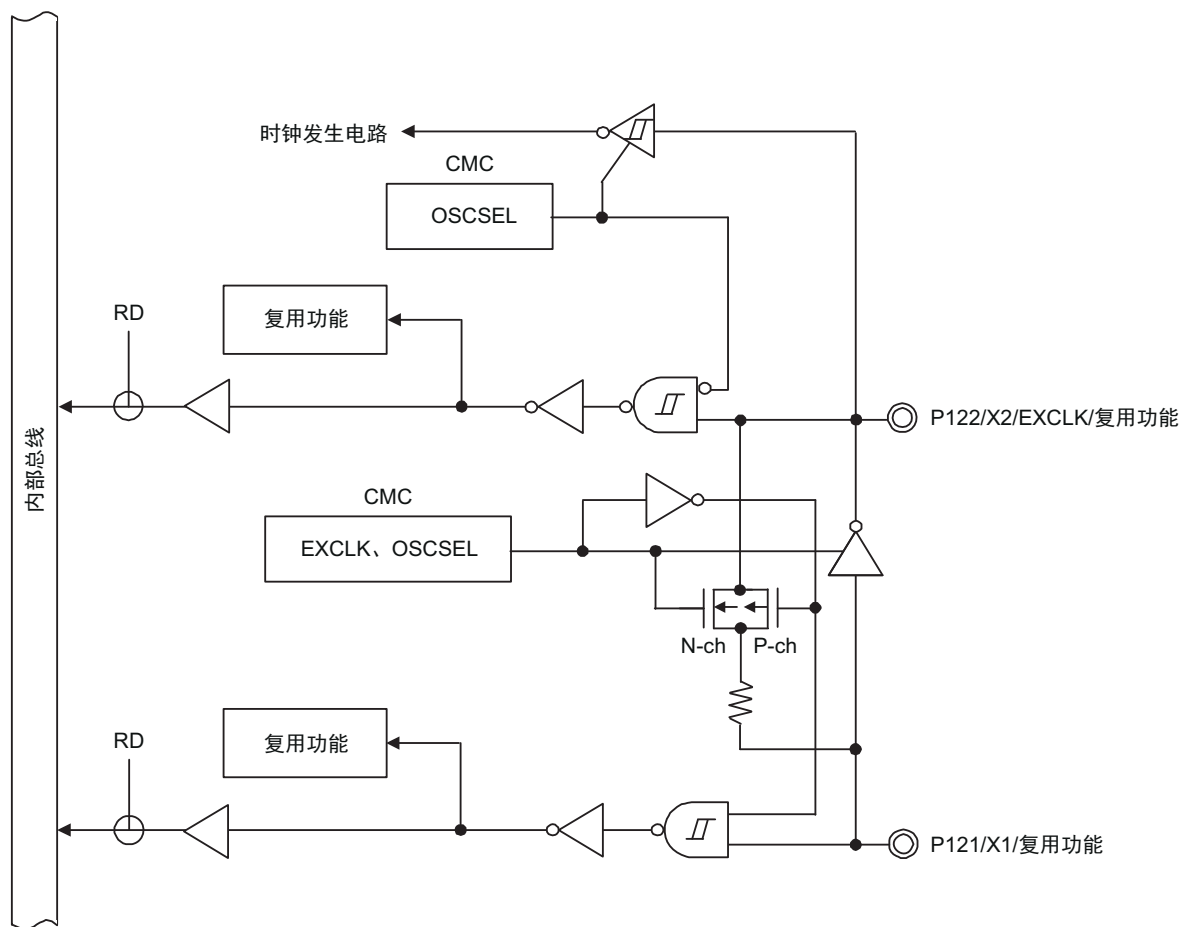 时钟发生电路
CMC
OSCSEL
RD
复用功能
P122/X2/EXCLK/复用功能
内部总线
CMC
EXCLK、OSCSEL
N-ch
P-ch
RD
复用功能
P121/X1/复用功能